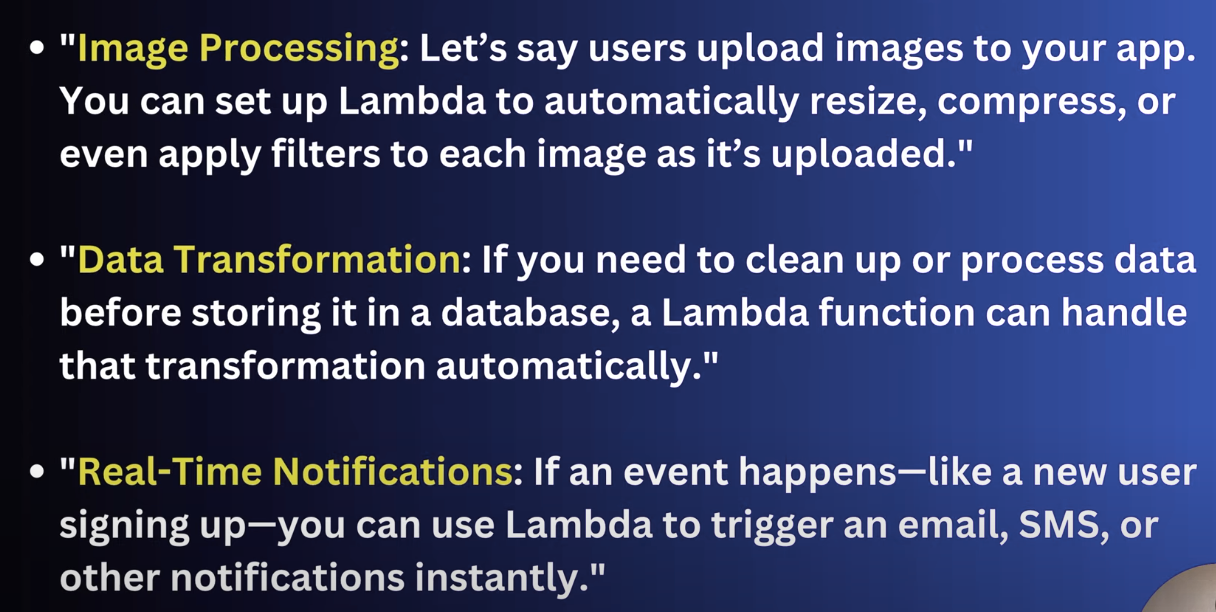 • "Image Processing: Let’s say users upload images to your app.
You can set up Lambda to automatically resize, compress, or
even apply filters to each image as it’s uploaded."
• "Data Transformation: If you need to clean up or process data
before storing it in a database, a Lambda function can handle
that transformation automatically."
• "Real-Time Notifications: If an event happens—like a new user
signing up—you can use Lambda to trigger an email, SMS, or
other notifications instantly."